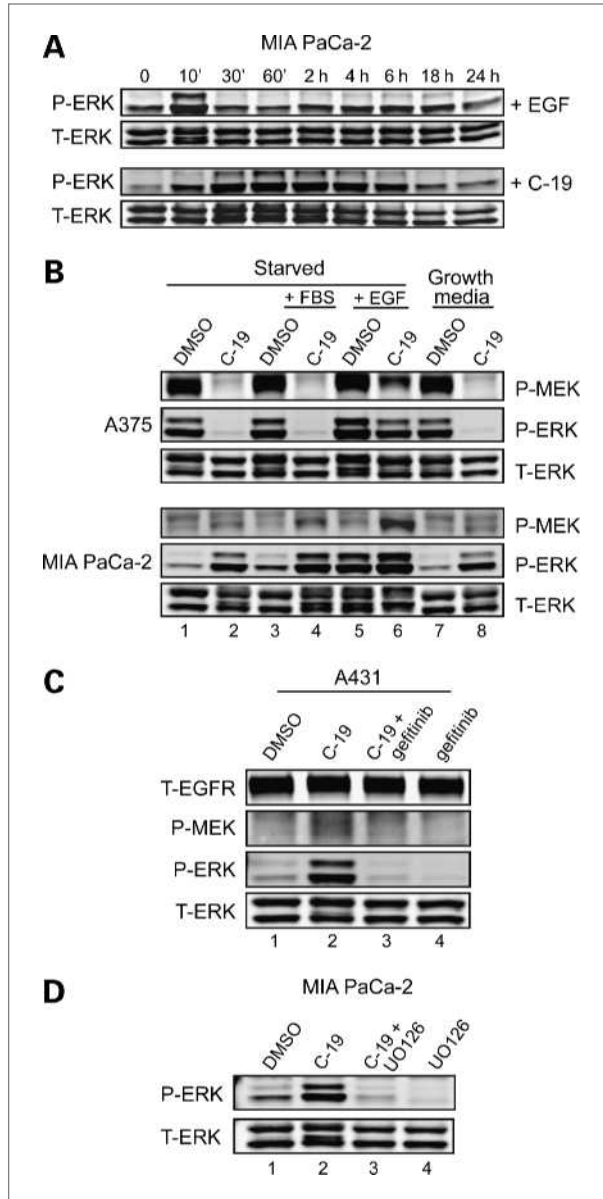 A
MIA PaCa-2
0 10' 30' 60' 2 h 4 h 6 h 18 h 24 h
P-ERK + EGF
T-ERK
P-ERK + C-19
T-ERK
B
Starved Growth media
+ FBS + EGF
DMSO C-19 DMSO C-19 DMSO C-19 DMSO C-19
P-MEK
A375 P-ERK
T-ERK
P-MEK
MIA PaCa-2 P-ERK
T-ERK
1 2 3 4 5 6 7 8
C
A431
DMSO C-19 C-19 + gefitinib gefitinib
T-EGFR
P-MEK
P-ERK
T-ERK
1 2 3 4
D
MIA PaCa-2
DMSO C-19 C-19 + UO126 UO126
P-ERK
T-ERK
1 2 3 4